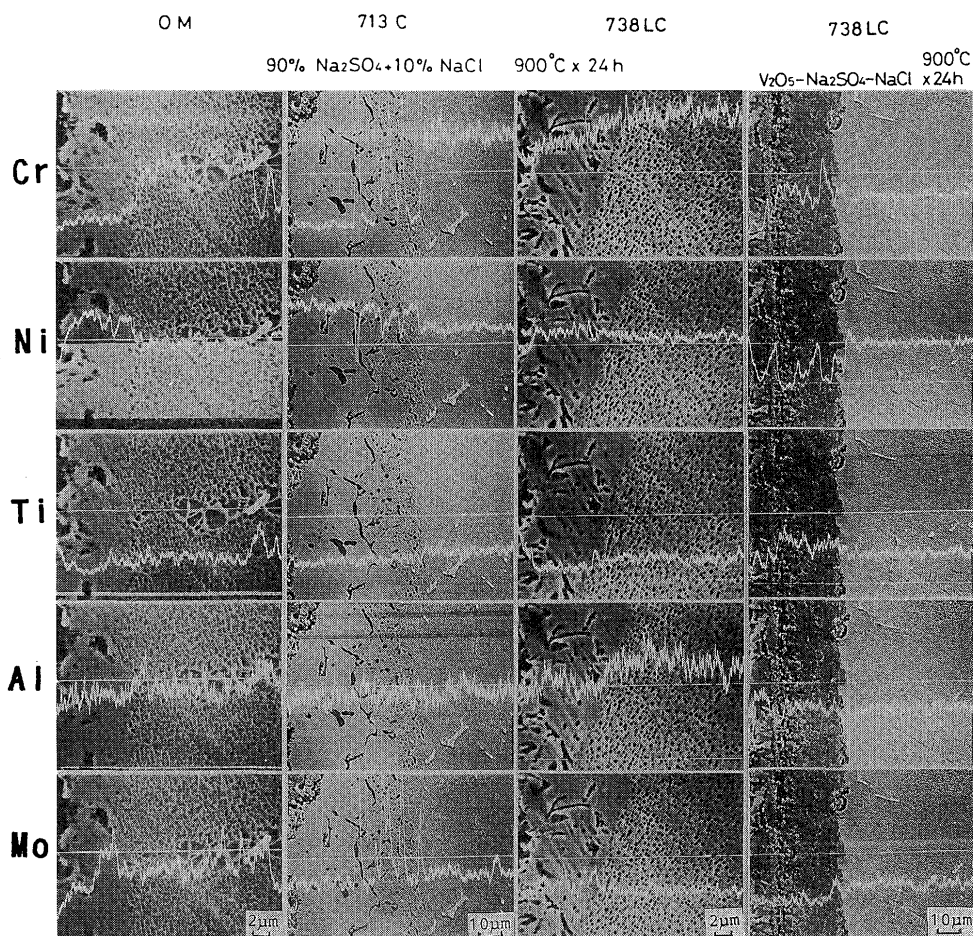 OM 713C 738LC 738LC
90% Na₂SO₄+10% NaCl 900°C x 24h 900°C
V₂O₅-Na₂SO₄-NaCl x24h
Cr
Ni
Ti
Al
Mo
2μm 10μm 2μm 10μm